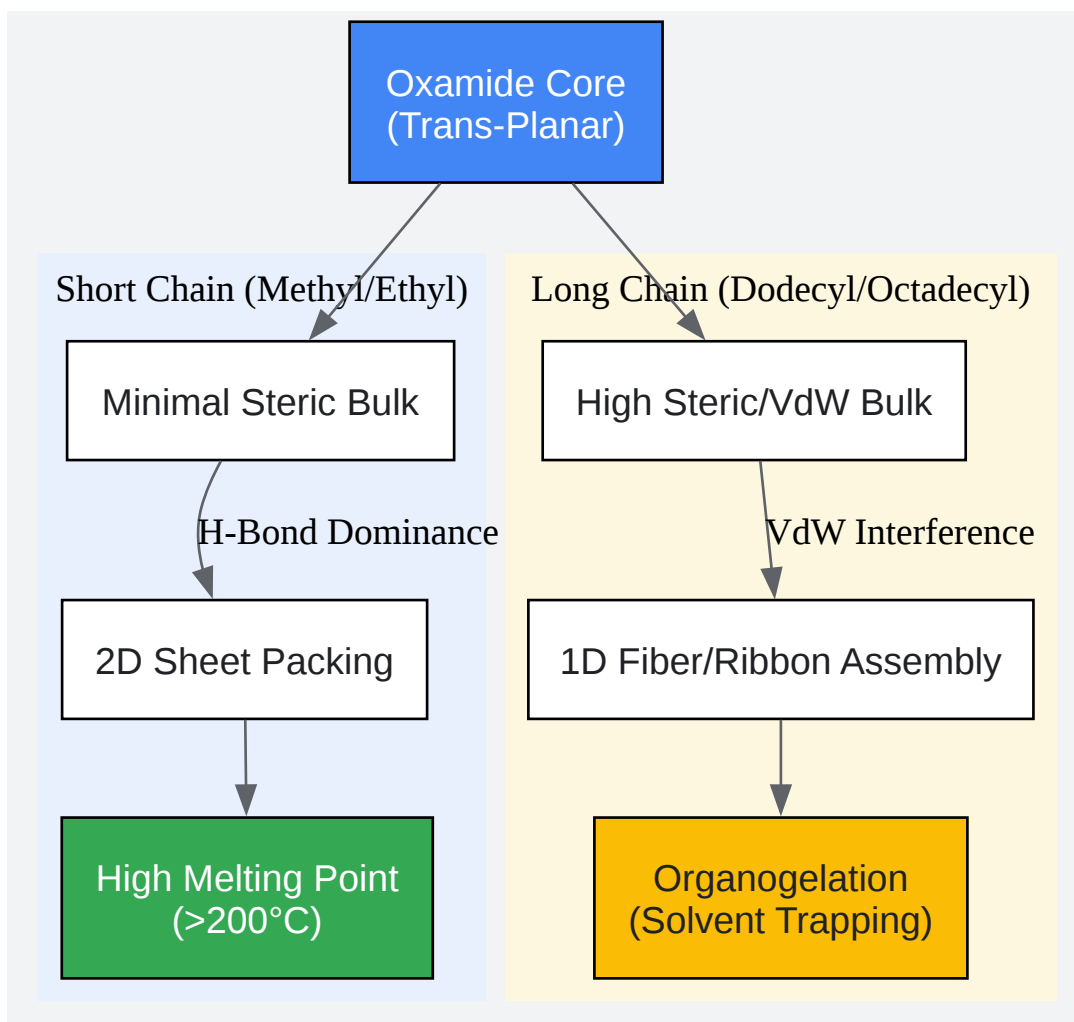 Oxamide Core
(Trans-Planar)
Short Chain (Methyl/Ethyl)
Minimal Steric Bulk
H-Bond Dominance
2D Sheet Packing
High Melting Point
(>200°C)
Long Chain (Dodecyl/Octadecyl)
High Steric/VdW Bulk
VdW Interference
1D Fiber/Ribbon Assembly
Organogelation
(Solvent Trapping)